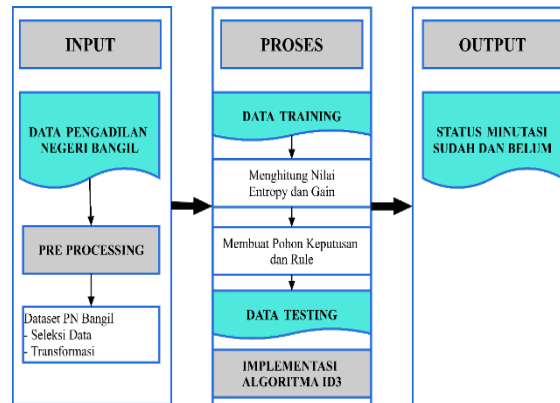 INPUT
DATA PENGADILAN
NEGERI BANGIL
PRE PROCESSING
Dataset PN Bangil
- Seleksi Data
- Transformasi
PROSES
DATA TRAINING
Menghitung Nilai
Entropy dan Gain
Membuat Pohon Keputusan
dan Rule
DATA TESTING
IMPLEMENTASI
ALGORITMA ID3
OUTPUT
STATUS MINUTASI
SUDAH DAN BELUM